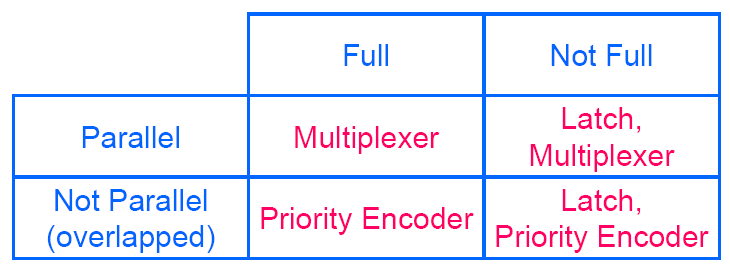 Full
Not Full
Parallel
Multiplexer
Latch,
Multiplexer
Not Parallel
(overlapped)
Priority Encoder
Latch,
Priority Encoder